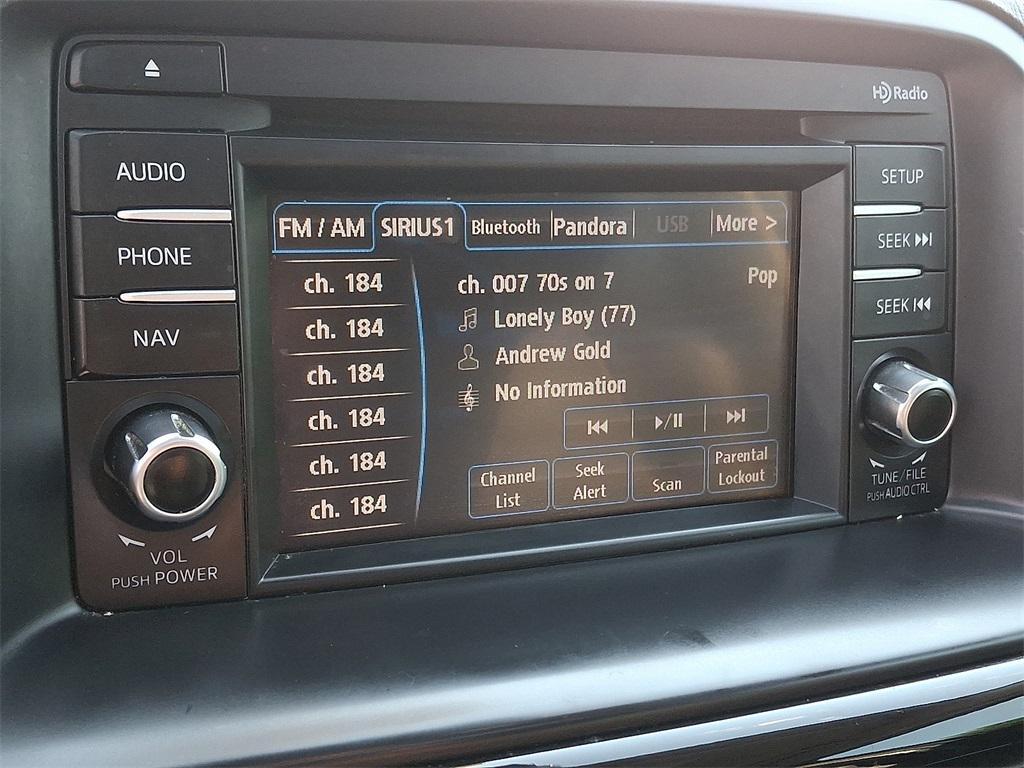 HD Radio
AUDIO
PHONE
NAV
VOL
PUSH POWER
FM / AM
SIRIUS1
Bluetooth
Pandora
USB
More >
ch. 184
ch. 184
ch. 184
ch. 184
ch. 184
ch. 184
ch. 007 70s on 7
Pop
Lonely Boy (77)
Andrew Gold
No Information
Channel
List
Seek
Alert
Scan
Parental
Lockout
SETUP
SEEK
SEEK
TUNE/FILE
PUSH AUDIO CTRL